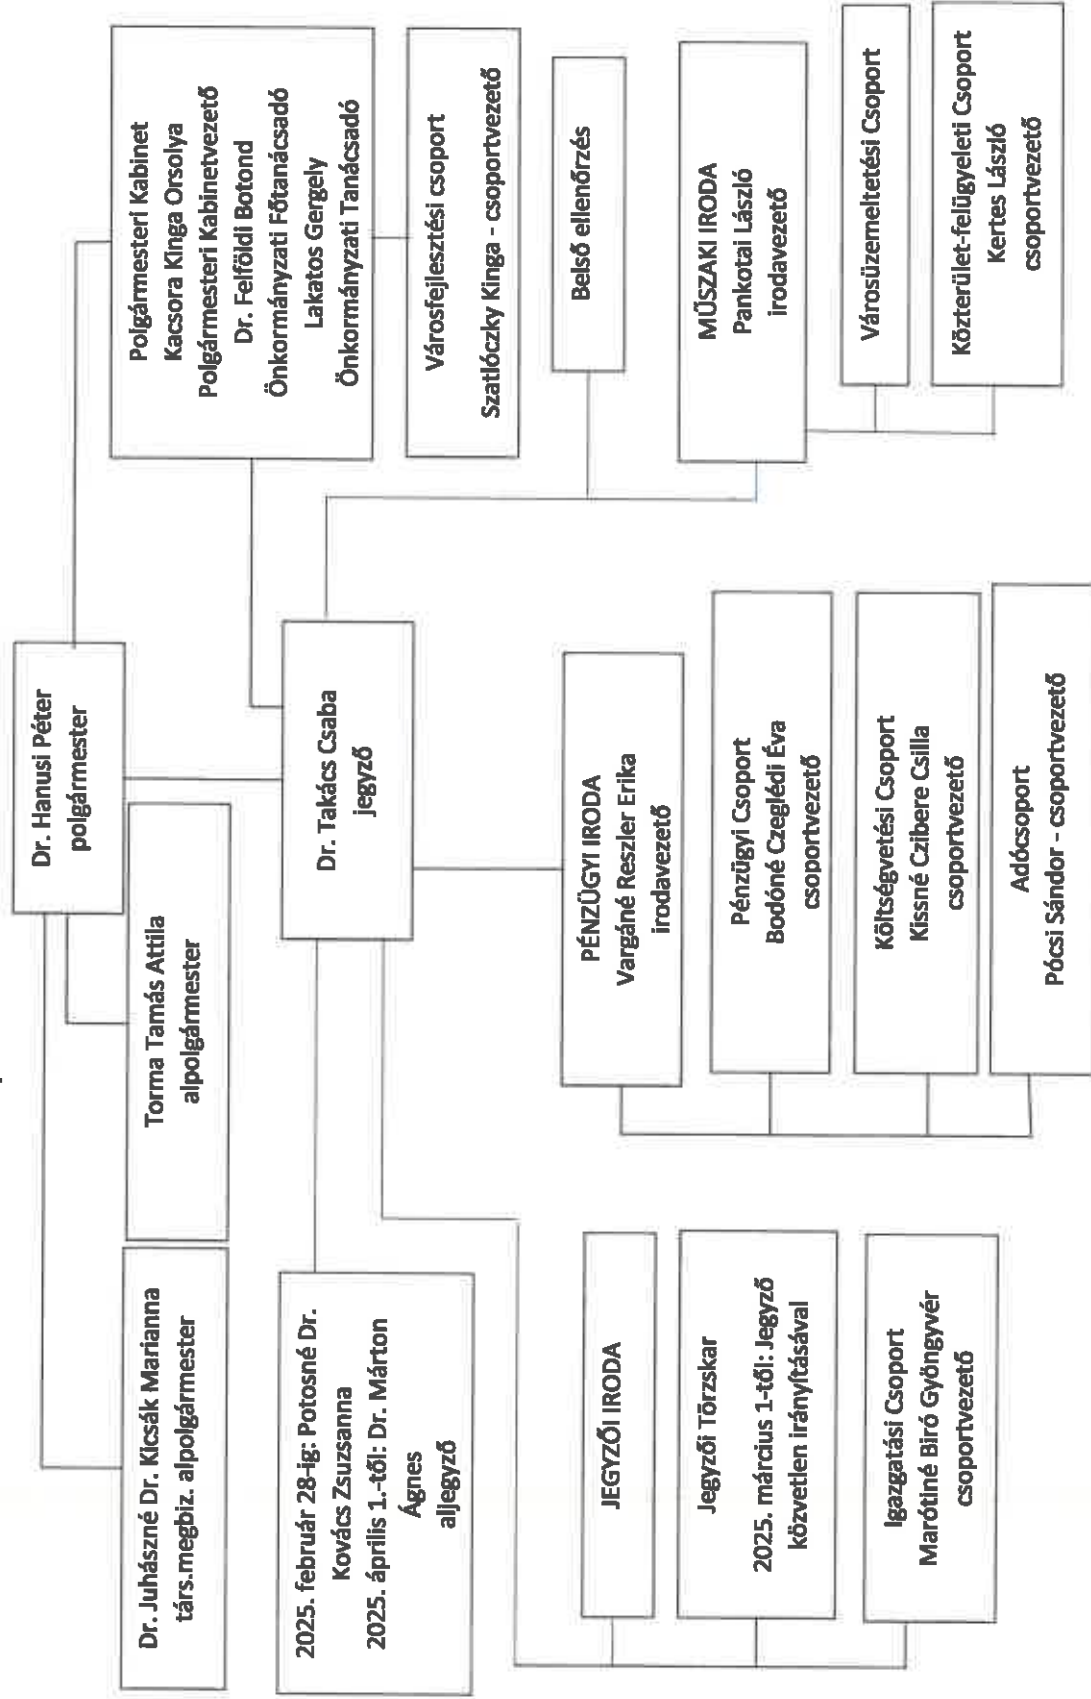 Dr. Hanusi Péter
polgármester
Dr. Juhászné Dr. Kicsák Marianna
társ.megbiz. alpolgármester
Torma Tamás Attila
alpolgármester
Polgármesteri Kabinet
Kacsora Kinga Orsolya
Polgármesteri Kabinetvezető
Dr. Felföldi Botond
Önkormányzati Főtanácsadó
Lakatos Gergely
Önkormányzati Tanácsadó
Városfejlesztési csoport
Szatlóczky Kinga - csoportvezető
Dr. Takács Csaba
jegyző
2025. február 28-ig: Potosné Dr.
Kovács Zsuzsanna
2025. április 1.-től: Dr. Márton
Ágnes
aljegyző
Belső ellenőrzés
JEGYZŐI IRODA
Jegyzői Törzskar
2025. március 1-től: Jegyző
közvetlen irányításával
Igazgatási Csoport
Marótiné Biró Gyöngyvér
csoportvezető
PÉNZÜGYI IRODA
Vargáné Reszler Erika
irodavezető
Pénzügyi Csoport
Bodóné Czeglédi Éva
csoportvezető
Költségvetési Csoport
Kissné Czibere Csilla
csoportvezető
Adócsoport
Pócsi Sándor - csoportvezető
MŰSZAKI IRODA
Pankotai László
irodavezető
Városüzemeltetési Csoport
Közterület-felügyeleti Csoport
Kertes László
csoportvezető